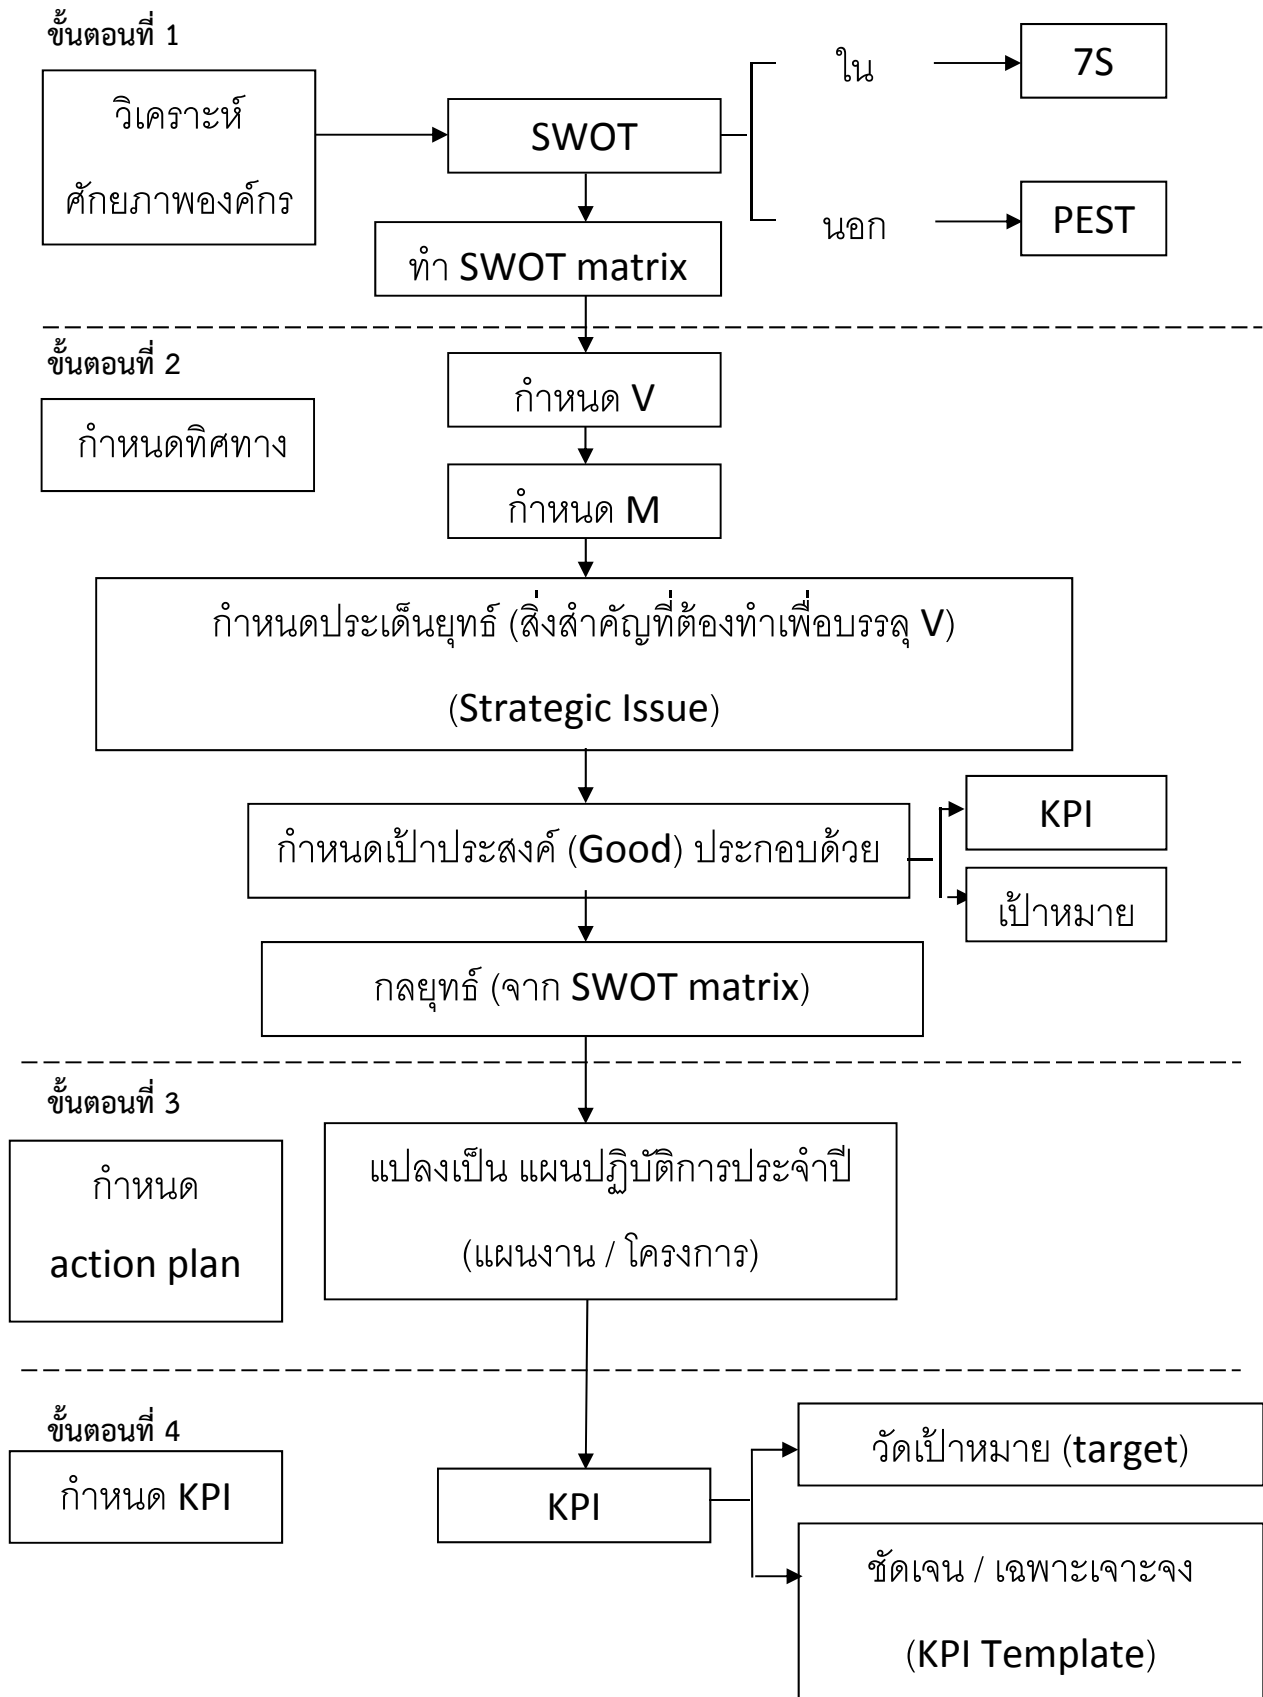 ขั้นตอนที่ 1
วิเคราะห์
ศักยภาพองค์กร
SWOT
ใน
7S
นอก
PEST
ทำ SWOT matrix
ขั้นตอนที่ 2
กำหนดทิศทาง
กำหนด V
กำหนด M
กำหนดประเด็นยุทธ์ (สิ่งสำคัญที่ต้องทำเพื่อบรรลุ V)
(Strategic Issue)
กำหนดเป้าประสงค์ (Good) ประกอบด้วย
KPI
เป้าหมาย
กลยุทธ์ (จาก SWOT matrix)
ขั้นตอนที่ 3
กำหนด
action plan
แปลงเป็น แผนปฏิบัติการประจำปี
(แผนงาน / โครงการ)
ขั้นตอนที่ 4
กำหนด KPI
KPI
วัดเป้าหมาย (target)
ชัดเจน / เฉพาะเจาะจง
(KPI Template)